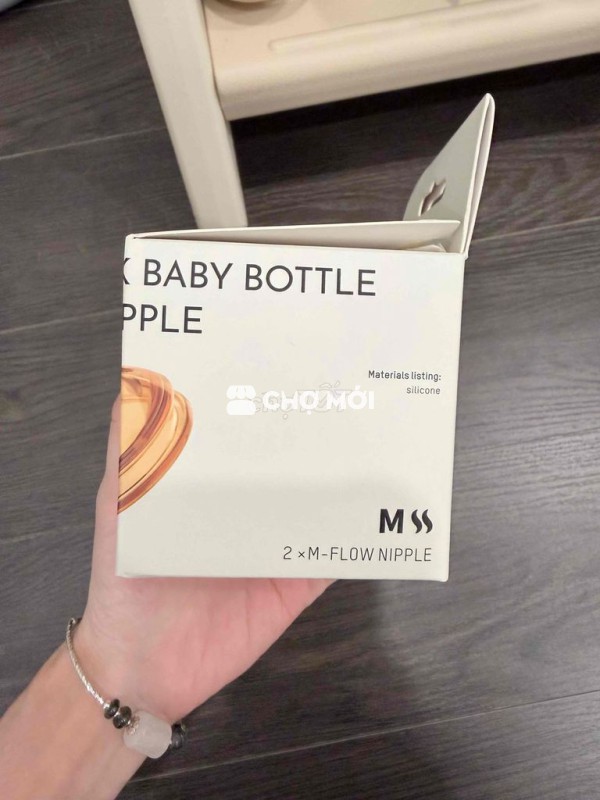 BABY BOTTLE
PPLE
Materials listing:
silicone
CHỢ MỚI
M
2 ×M-FLOW NIPPLE